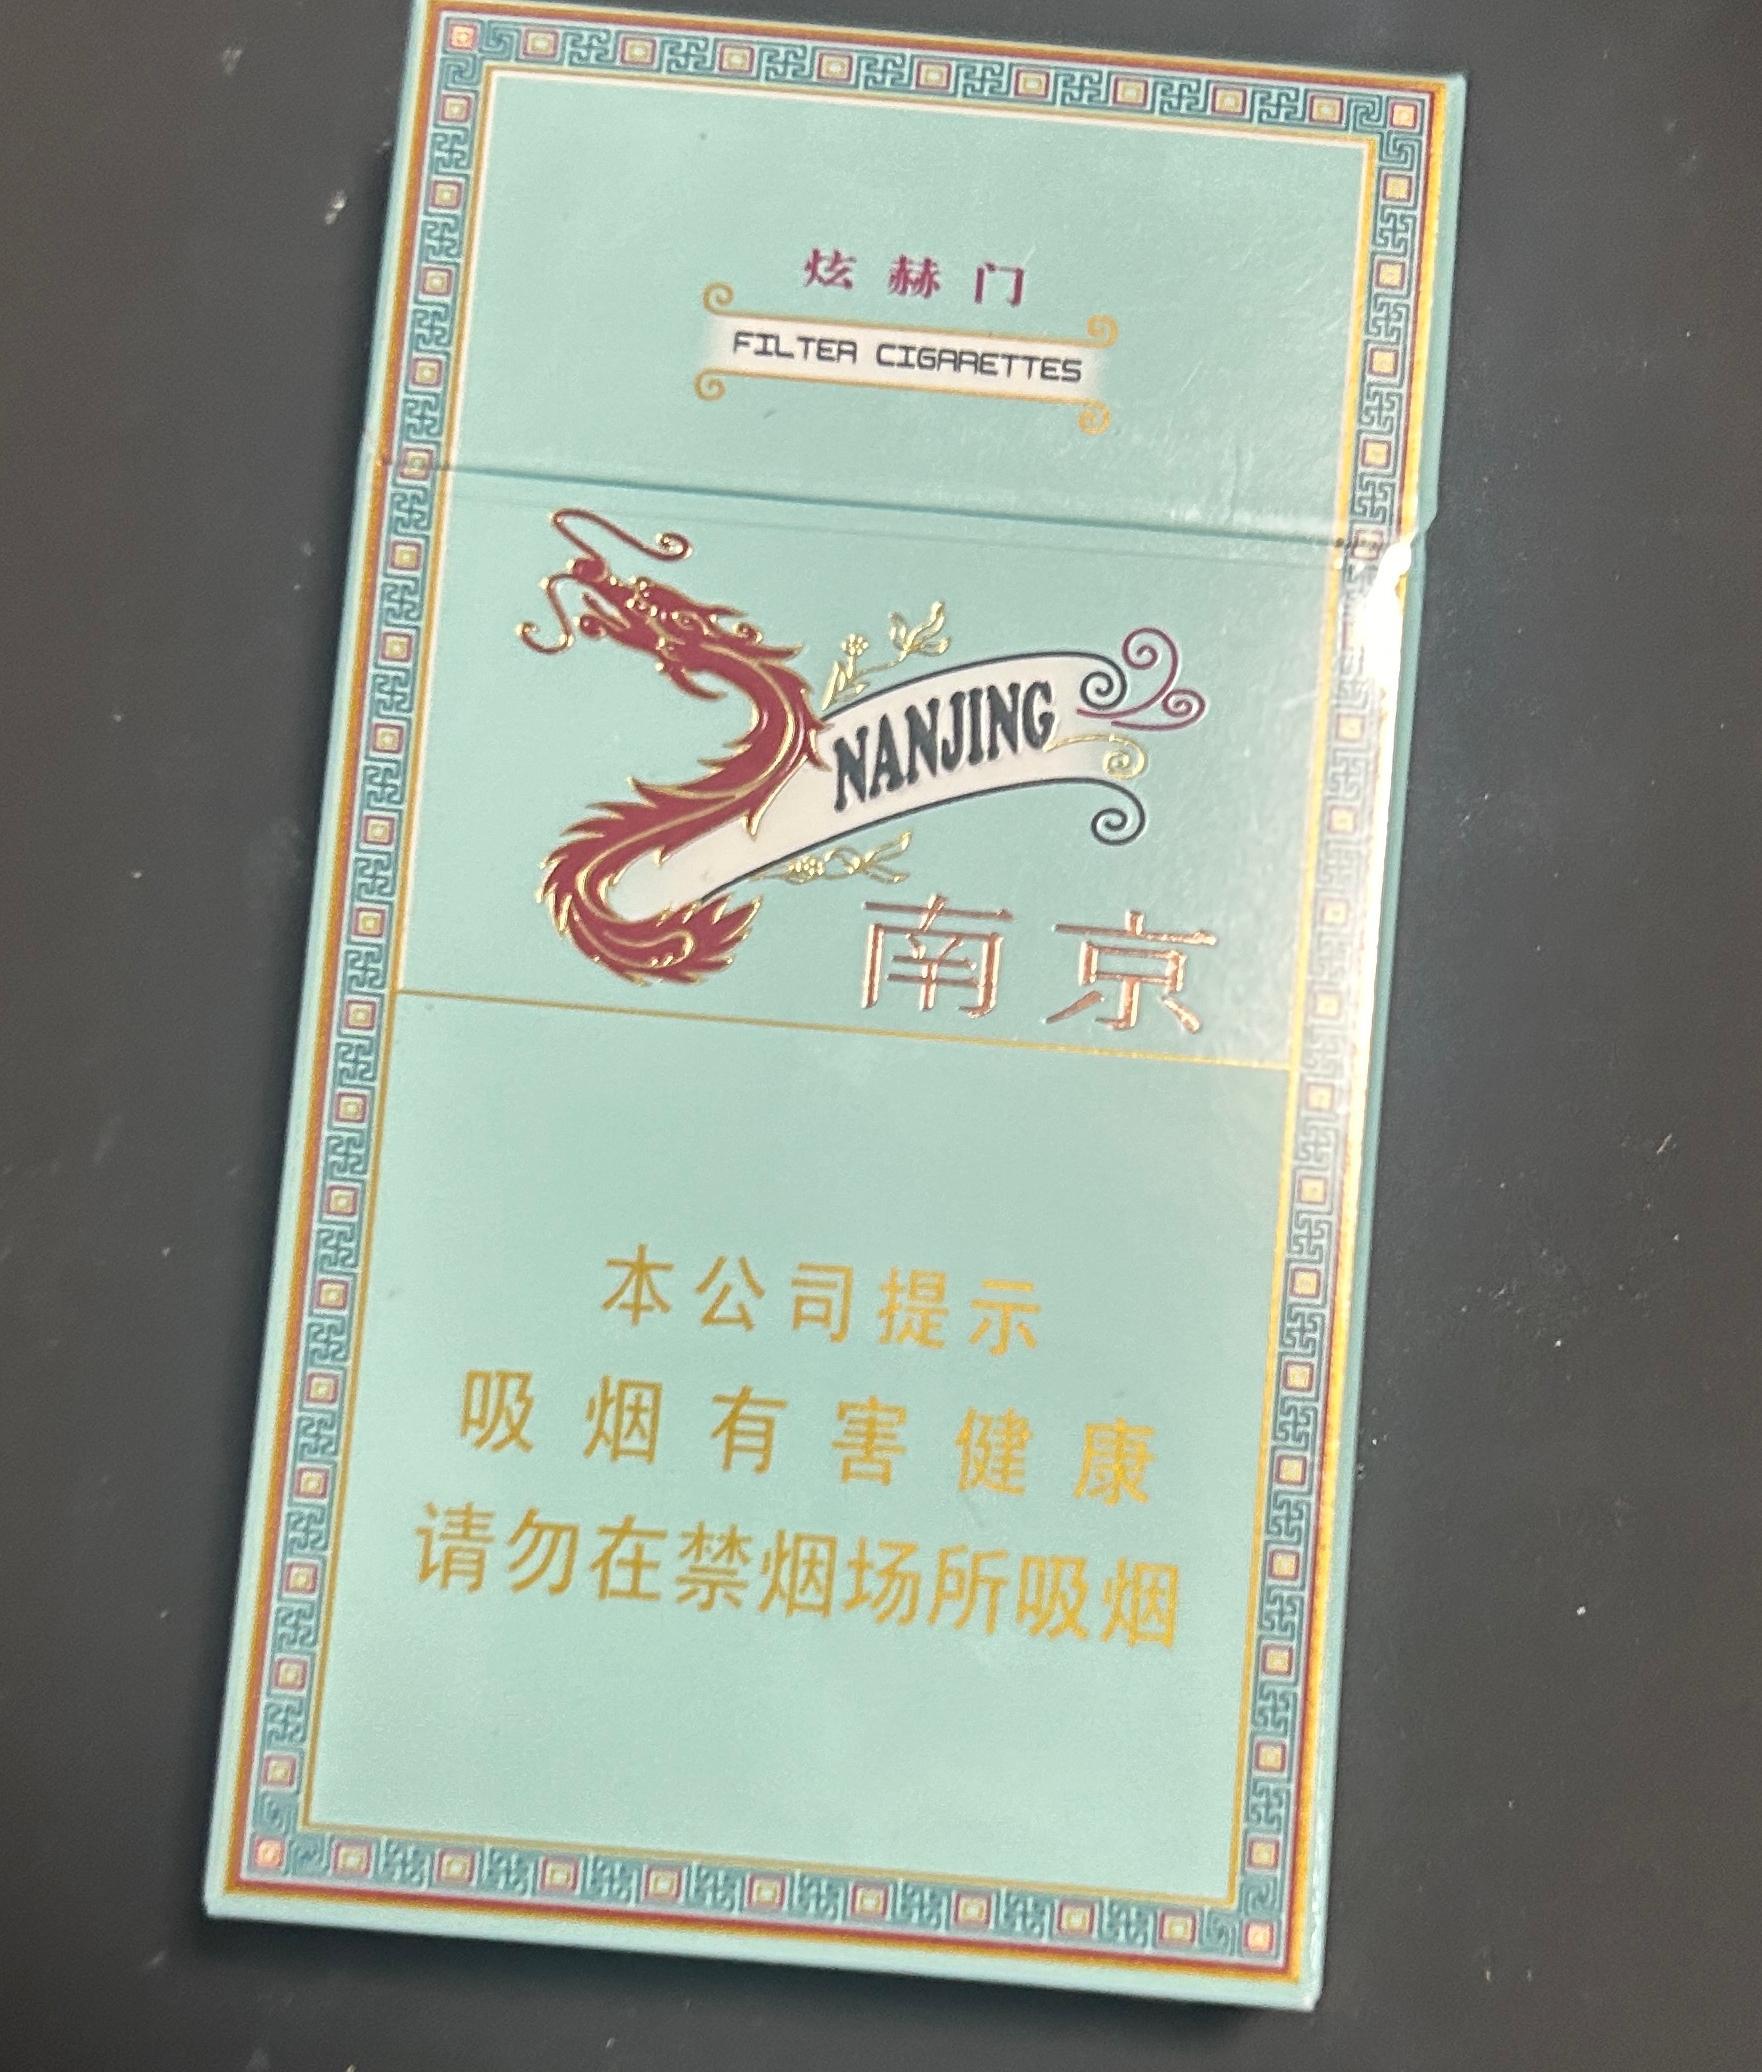 炫赫门
FILTER CIGARETTES
NANJING
南京
本公司提示
吸烟有害健康
请勿在禁烟场所吸烟